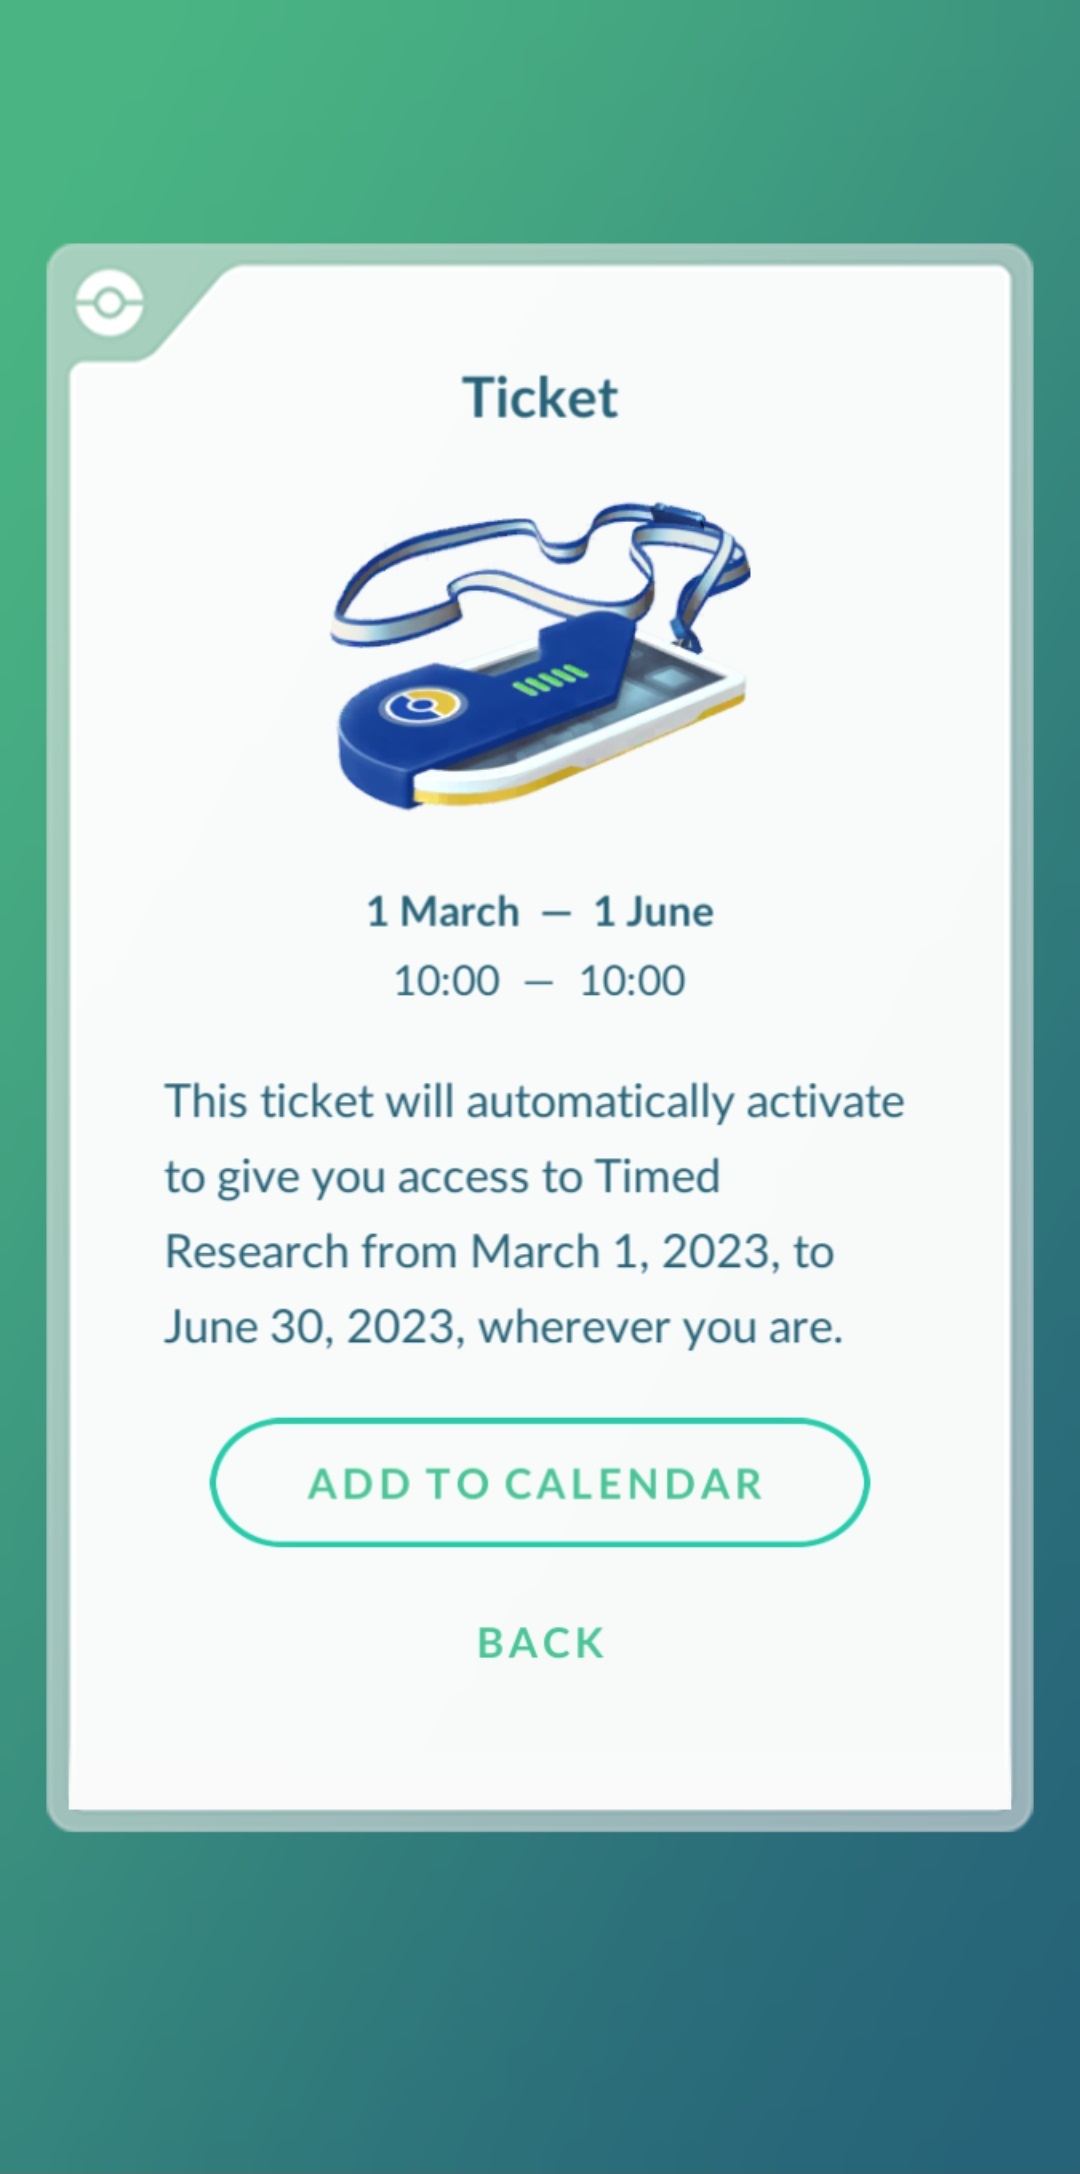 Ticket
1 March — 1 June
10:00 — 10:00
This ticket will automatically activate
to give you access to Timed
Research from March 1, 2023, to
June 30, 2023, wherever you are.
ADD TO CALENDAR
BACK